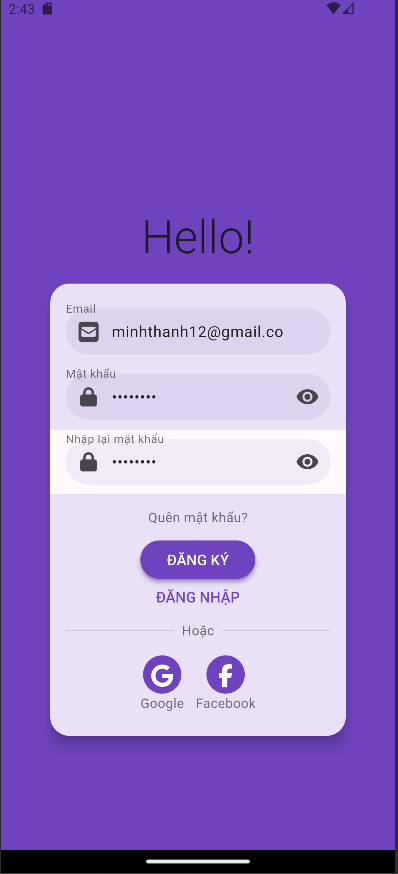 2:43
Hello!
Email
minhthanh12@gmail.co
Mật khẩu
••••••••
Nhập lại mật khẩu
••••••••
Quên mật khẩu?
ĐĂNG KÝ
ĐĂNG NHẬP
Hoặc
Google Facebook